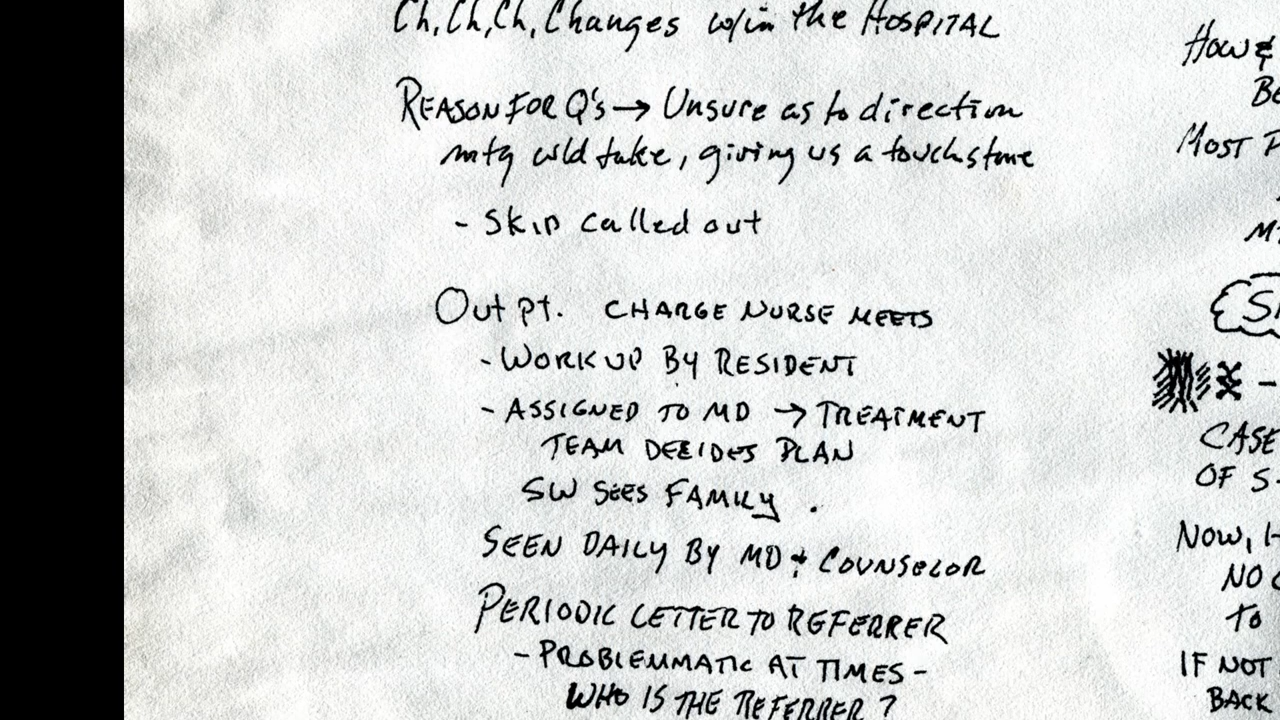 Ch, Ch, Ch, Changes w/in the HOSPITAL
REASON FOR Q's → Unsure as to direction
mtg wld take, giving us a touchstone
- Skip called out
Out pt. CHARGE NURSE MEETS
- WORK UP BY RESIDENT
- ASSIGNED TO MD → TREATMENT
TEAM DECIDES PLAN
SW SEES FAMILY .
SEEN DAILY BY MD & COUNSELOR
PERIODIC LETTER TO REFERRER
- PROBLEMMATIC AT TIMES -
WHO IS THE REFERRER ?
HOW &
MOST
CASE
OF S-
NOW,
NO
To
IF NOT
BACK